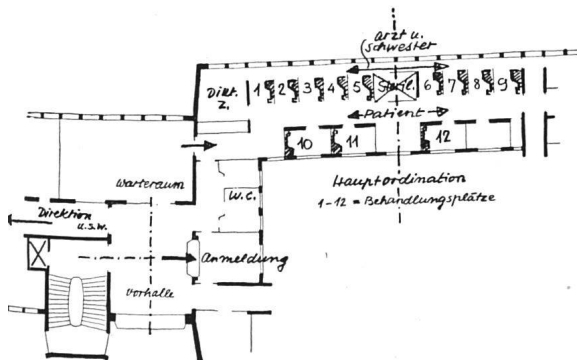 Arzt u.
Schwester
Dikt.
Z.
1 2 3 4 5 Steril. 6 7 8 9
Patient
10 11 12
Warteraum
W.C.
Hauptordination
1-12 = Behandlungsplätze
Direktion
u.s.w.
Anmeldung
Vorhalle